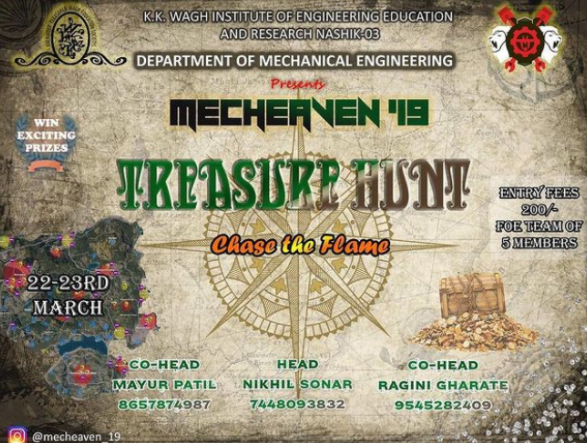 K.K. WAGH INSTITUTE OF ENGINEERING EDUCATION
AND RESEARCH NASHIK-03
DEPARTMENT OF MECHANICAL ENGINEERING
Presents
MECHEAVEN '19
WIN
EXCITING
PRIZES
TREASURE HUNT
Chase the Flame
ENTRY FEES
200/-
FOE TEAM OF
5 MEMBERS
22-23RD
MARCH
CO-HEAD
MAYUR PATIL
8657874987
HEAD
NIKHIL SONAR
7448093832
CO-HEAD
RAGINI GHARATE
9545282409
@mecheaven_19